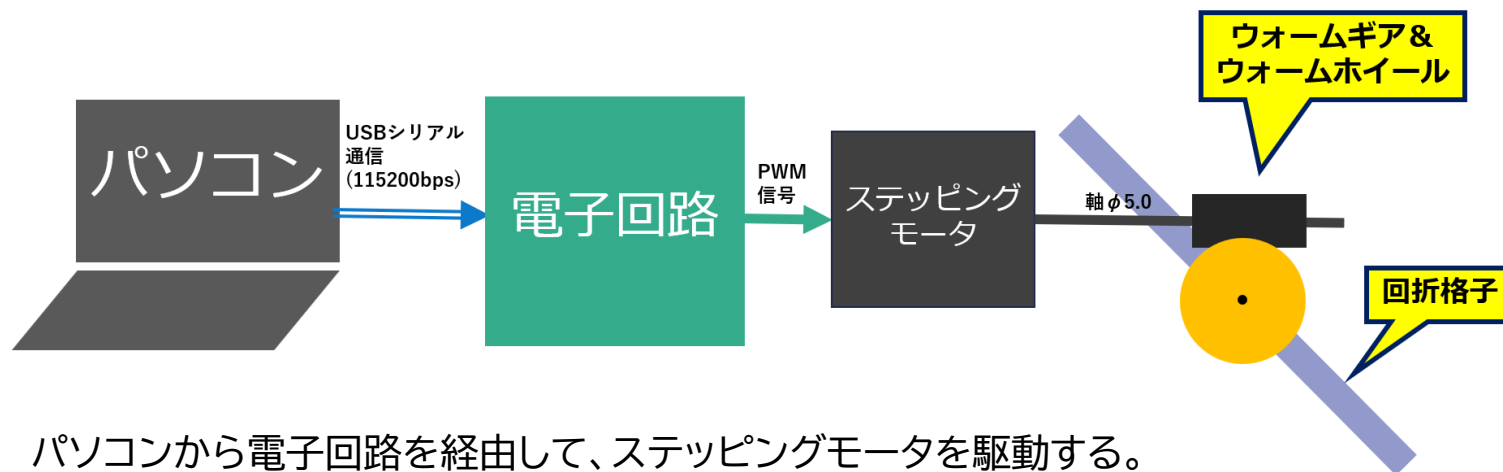 ウォームギア&
ウォームホイール
パソコン
USBシリアル
通信
(115200bps)
電子回路
PWM
信号
ステッピング
モータ
軸φ5.0
回折格子
パソコンから電子回路を経由して、ステッピングモータを駆動する。